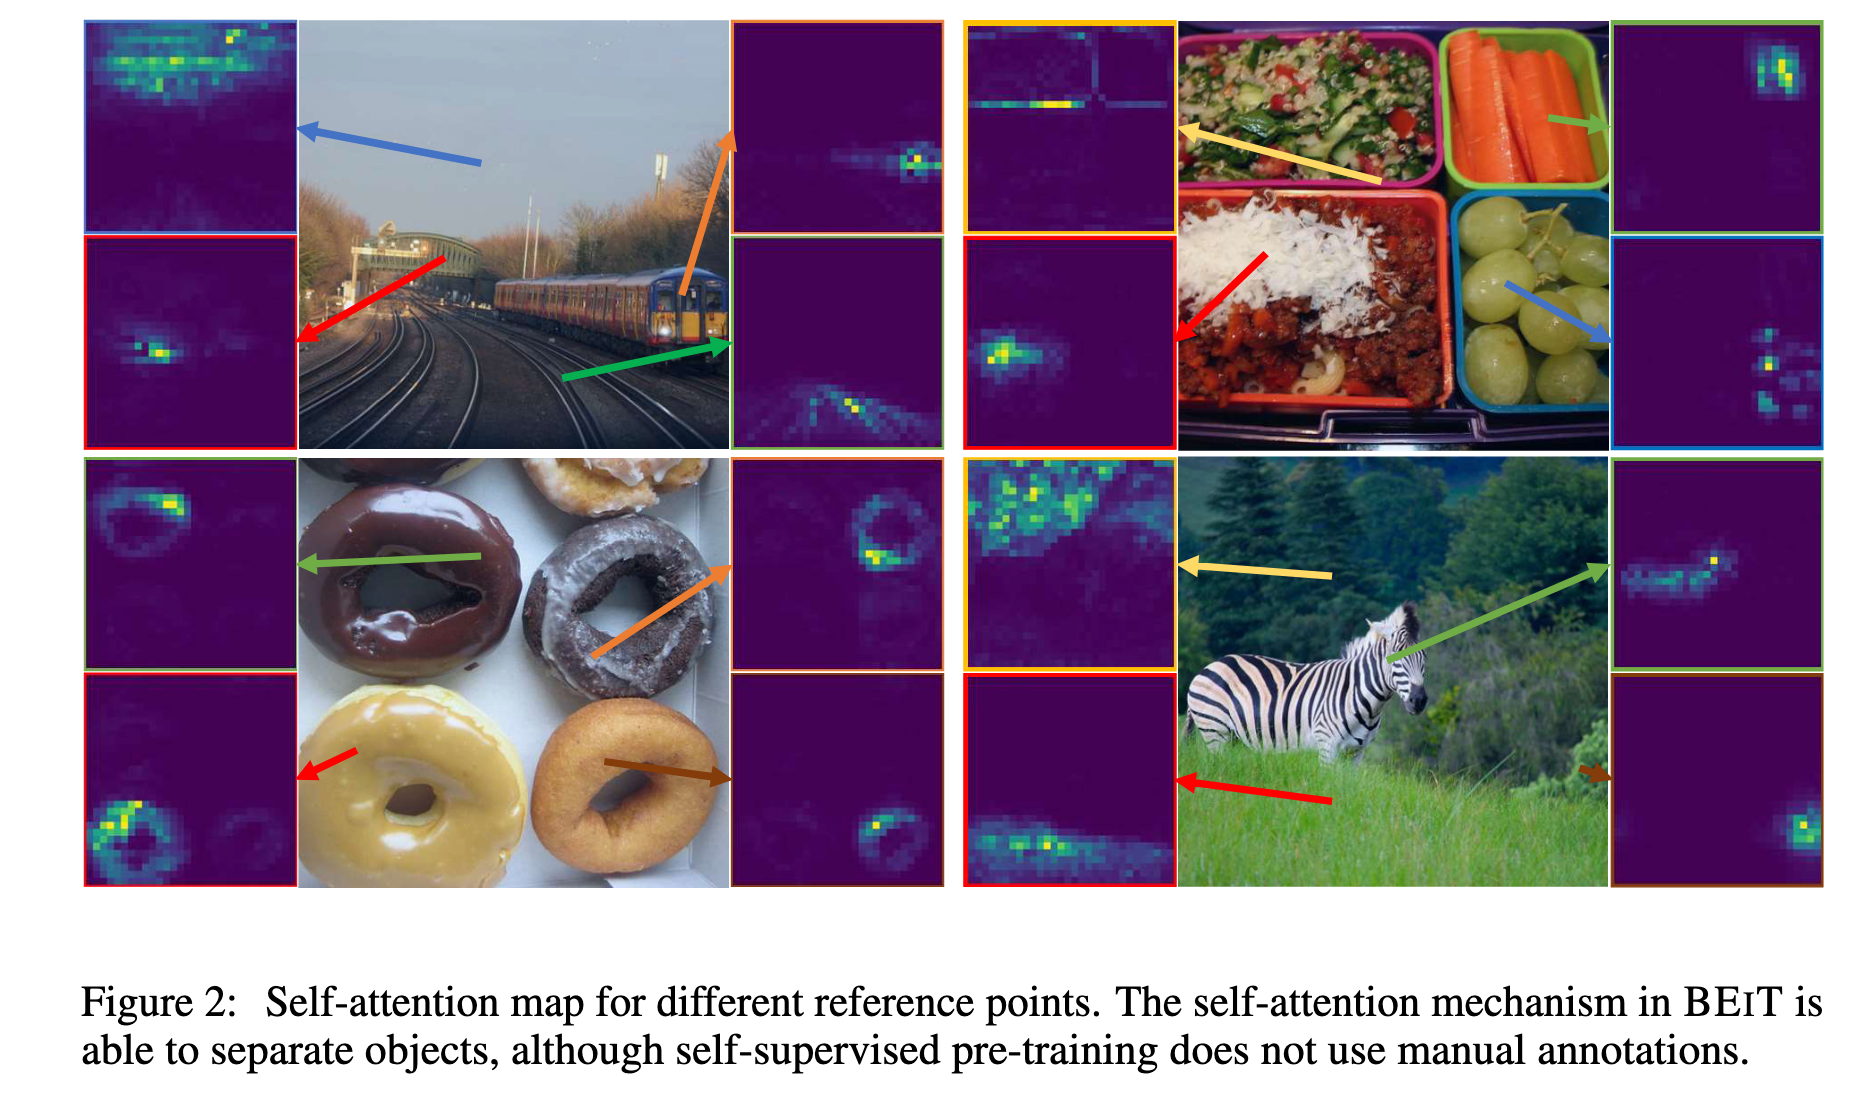 Figure 2: Self-attention map for different reference points. The self-attention mechanism in BEIT is
able to separate objects, although self-supervised pre-training does not use manual annotations.